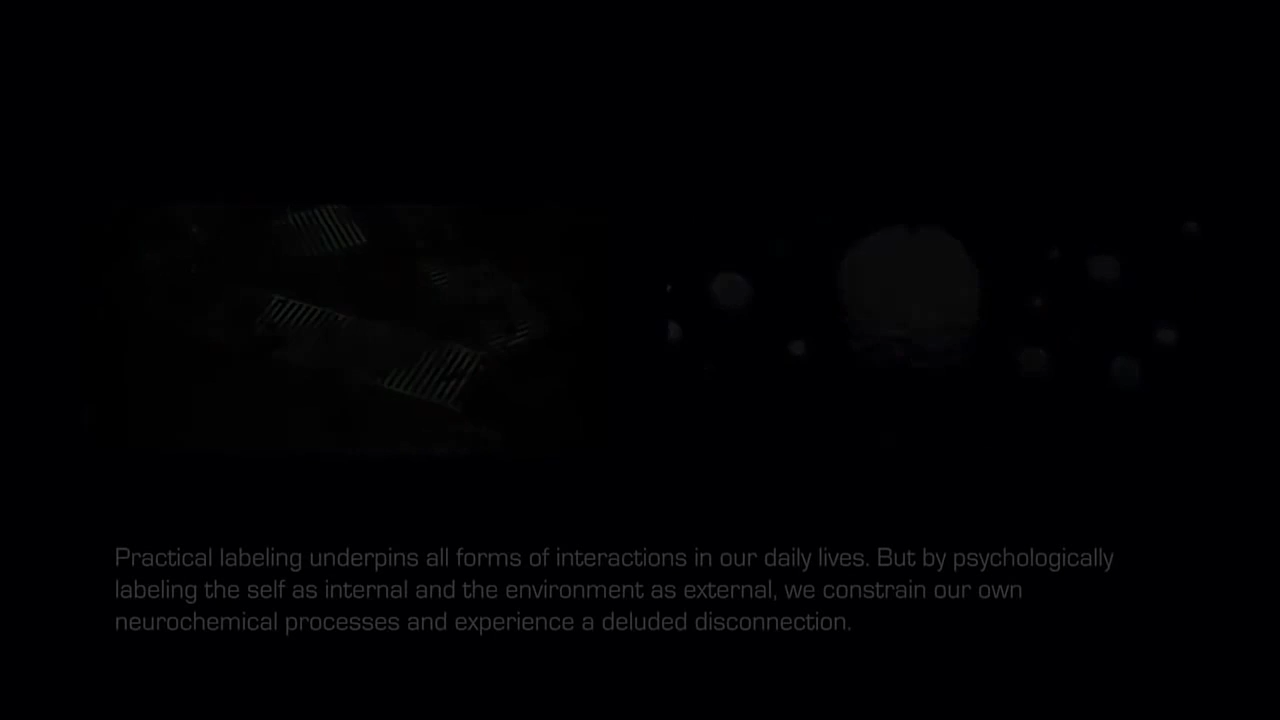 Practical labeling underpins all forms of interactions in our daily lives. But by psychologically
labeling the self as internal and the environment as external, we constrain our own
neurochemical processes and experience a deluded disconnection.